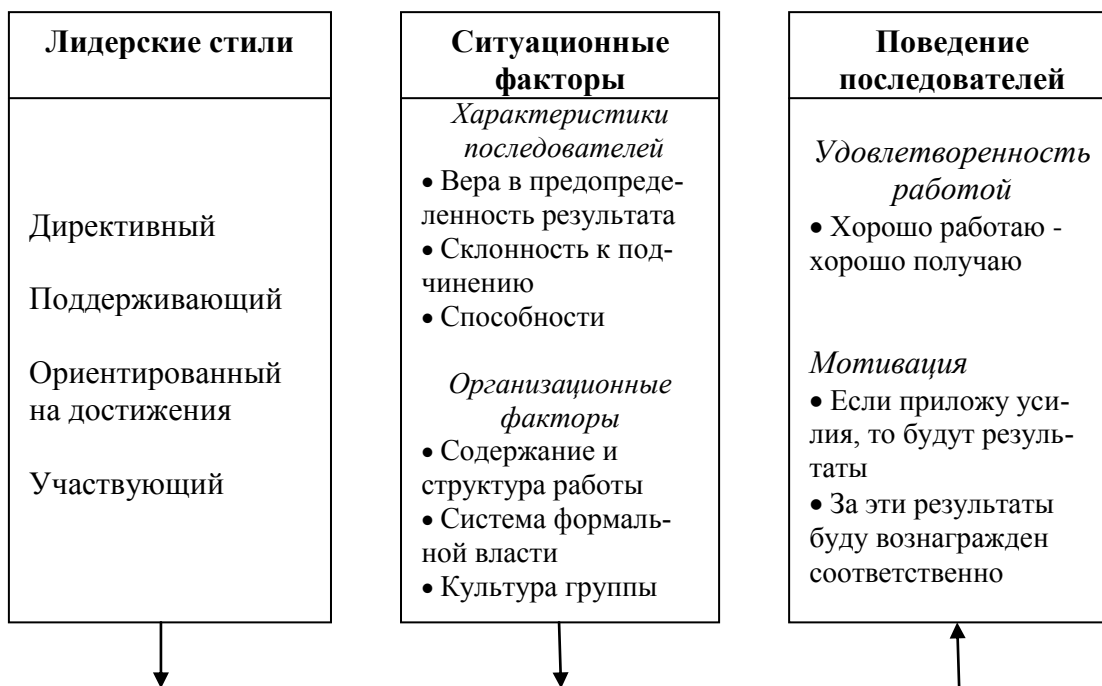 Лидерские стили
Директивный
Поддерживающий
Ориентированный
на достижения
Участвующий
Ситуационные
факторы
Характеристики
последователей
• Вера в предопреде-
ленность результата
• Склонность к под-
чинению
• Способности
Организационные
факторы
• Содержание и
структура работы
• Система формаль-
ной власти
• Культура группы
Поведение
последователей
Удовлетворенность
работой
• Хорошо работаю -
хорошо получаю
Мотивация
• Если приложу уси-
лия, то будут резуль-
таты
• За эти результаты
буду вознагражден
соответственно